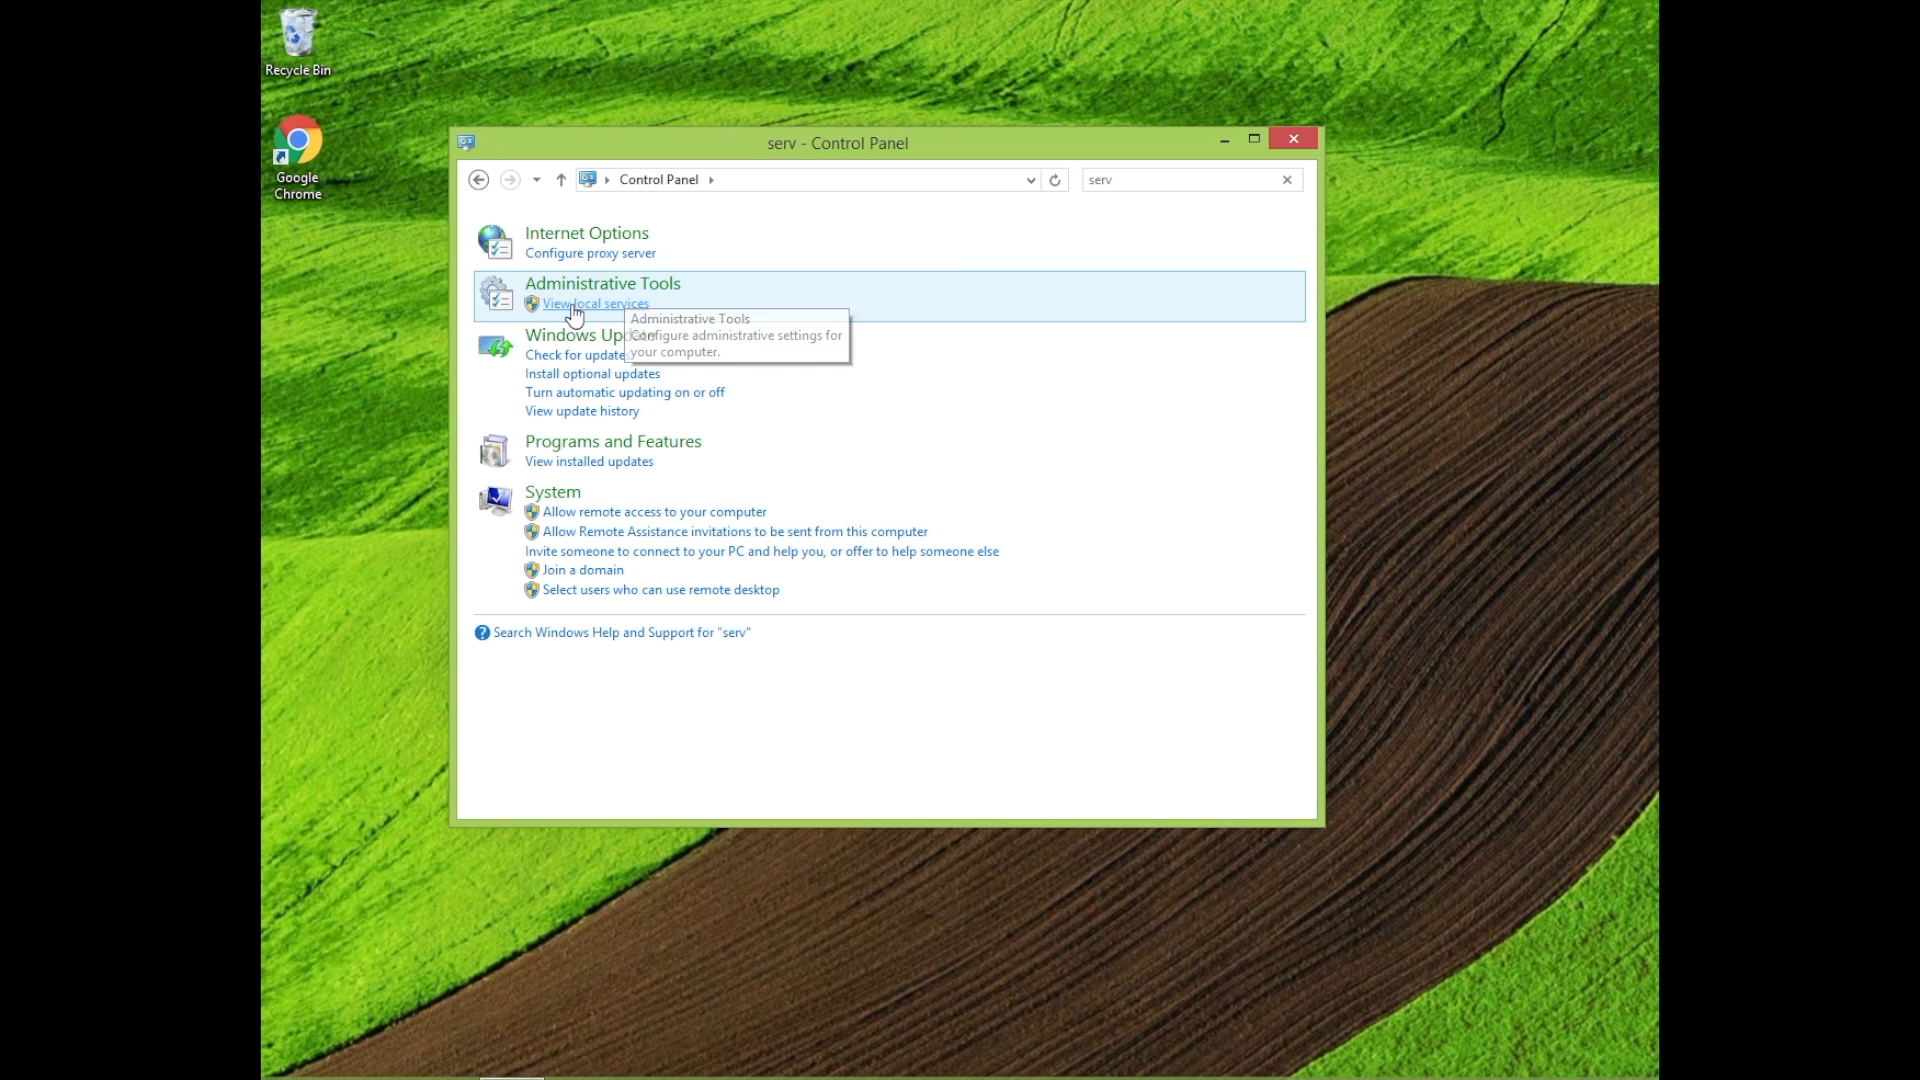 Recycle Bin
Google
Chrome
serv - Control Panel
Control Panel
serv
Internet Options
Configure proxy server
Administrative Tools
View local services
Administrative Tools
Configure administrative settings for
your computer.
Windows Update
Check for updates
Install optional updates
Turn automatic updating on or off
View update history
Programs and Features
View installed updates
System
Allow remote access to your computer
Allow Remote Assistance invitations to be sent from this computer
Invite someone to connect to your PC and help you, or offer to help someone else
Join a domain
Select users who can use remote desktop
Search Windows Help and Support for "serv"